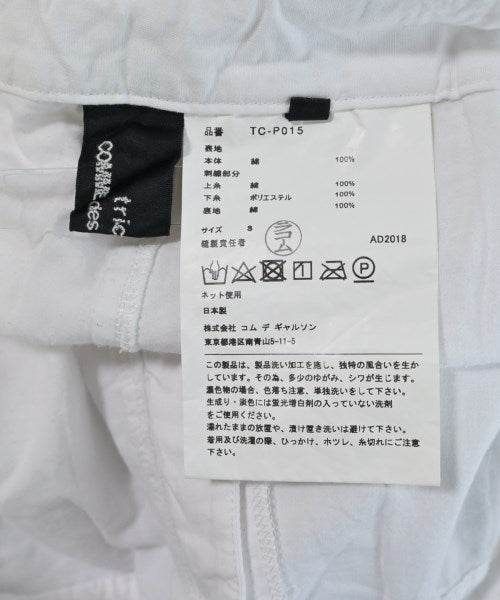 tric
COMME des
品番 TC-P015
表地
本体 綿 100%
刺繍部分
上糸 綿 100%
下糸 ポリエステル 100%
裏地 綿 100%
サイズ S
縫製責任者 コム AD2018
ネット使用
日本製
株式会社 コム デ ギャルソン
東京都港区南青山5-11-5
この製品は、製品洗い加工を施し、独特の風合いを生か
しています。その為、多少のゆがみ、シワが生じます。
濃色物の場合、色落ち注意、単独洗いをして下さい。
生成り・淡色には蛍光増白剤の入っていない洗剤
をご使用ください。
濡れたままの放置や、漬け置き洗いは避けて下さい。
着用及び洗濯の際、ひっかけ、ホツレ、糸切れにご注意
下さい。